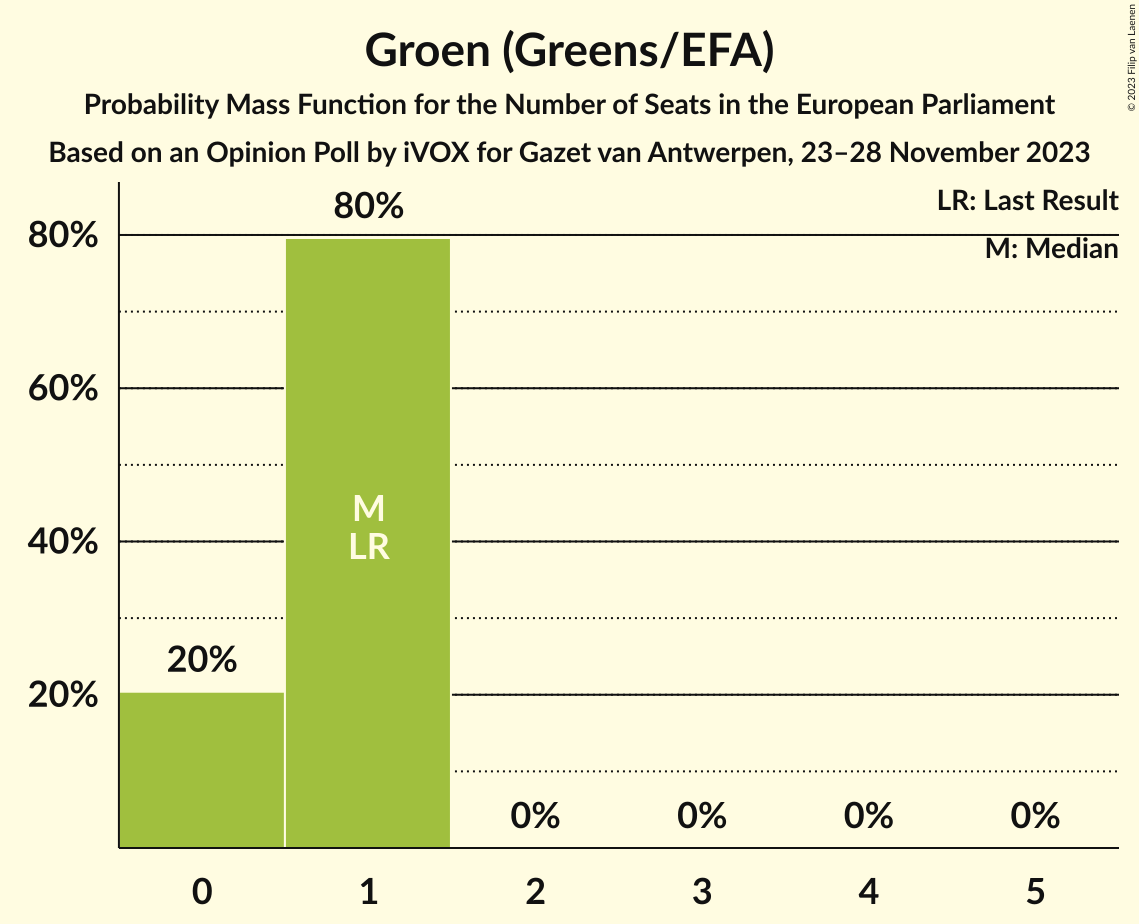 Groen (Greens/EFA)
Probability Mass Function for the Number of Seats in the European Parliament
Based on an Opinion Poll by iVOX for Gazet van Antwerpen, 23–28 November 2023
© 2023 Filip van Laenen
LR: Last Result
M: Median
80%
60%
40%
20%
20%
80%
M
LR
0%
0%
0%
0%
0
1
2
3
4
5